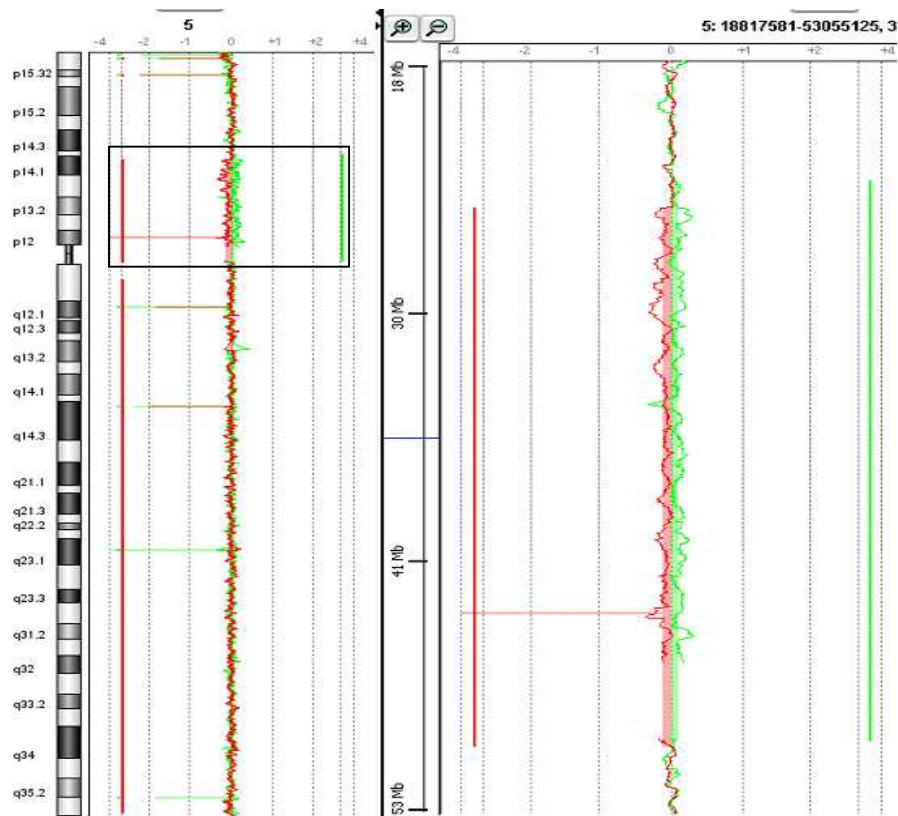 5
5: 18817581-53055125, 3
-4 -2 -1 0 +1 +2 +4
-4 -2 -1 0 +1 +2 +4
p15.32
p15.2
p14.3
p14.1
p13.2
p12
q12.1
q12.3
q13.2
q14.1
q14.3
q21.1
q21.3
q22.2
q23.1
q23.3
q31.2
q32
q33.2
q34
q35.2
18 Mb
30 Mb
41 Mb
53 Mb